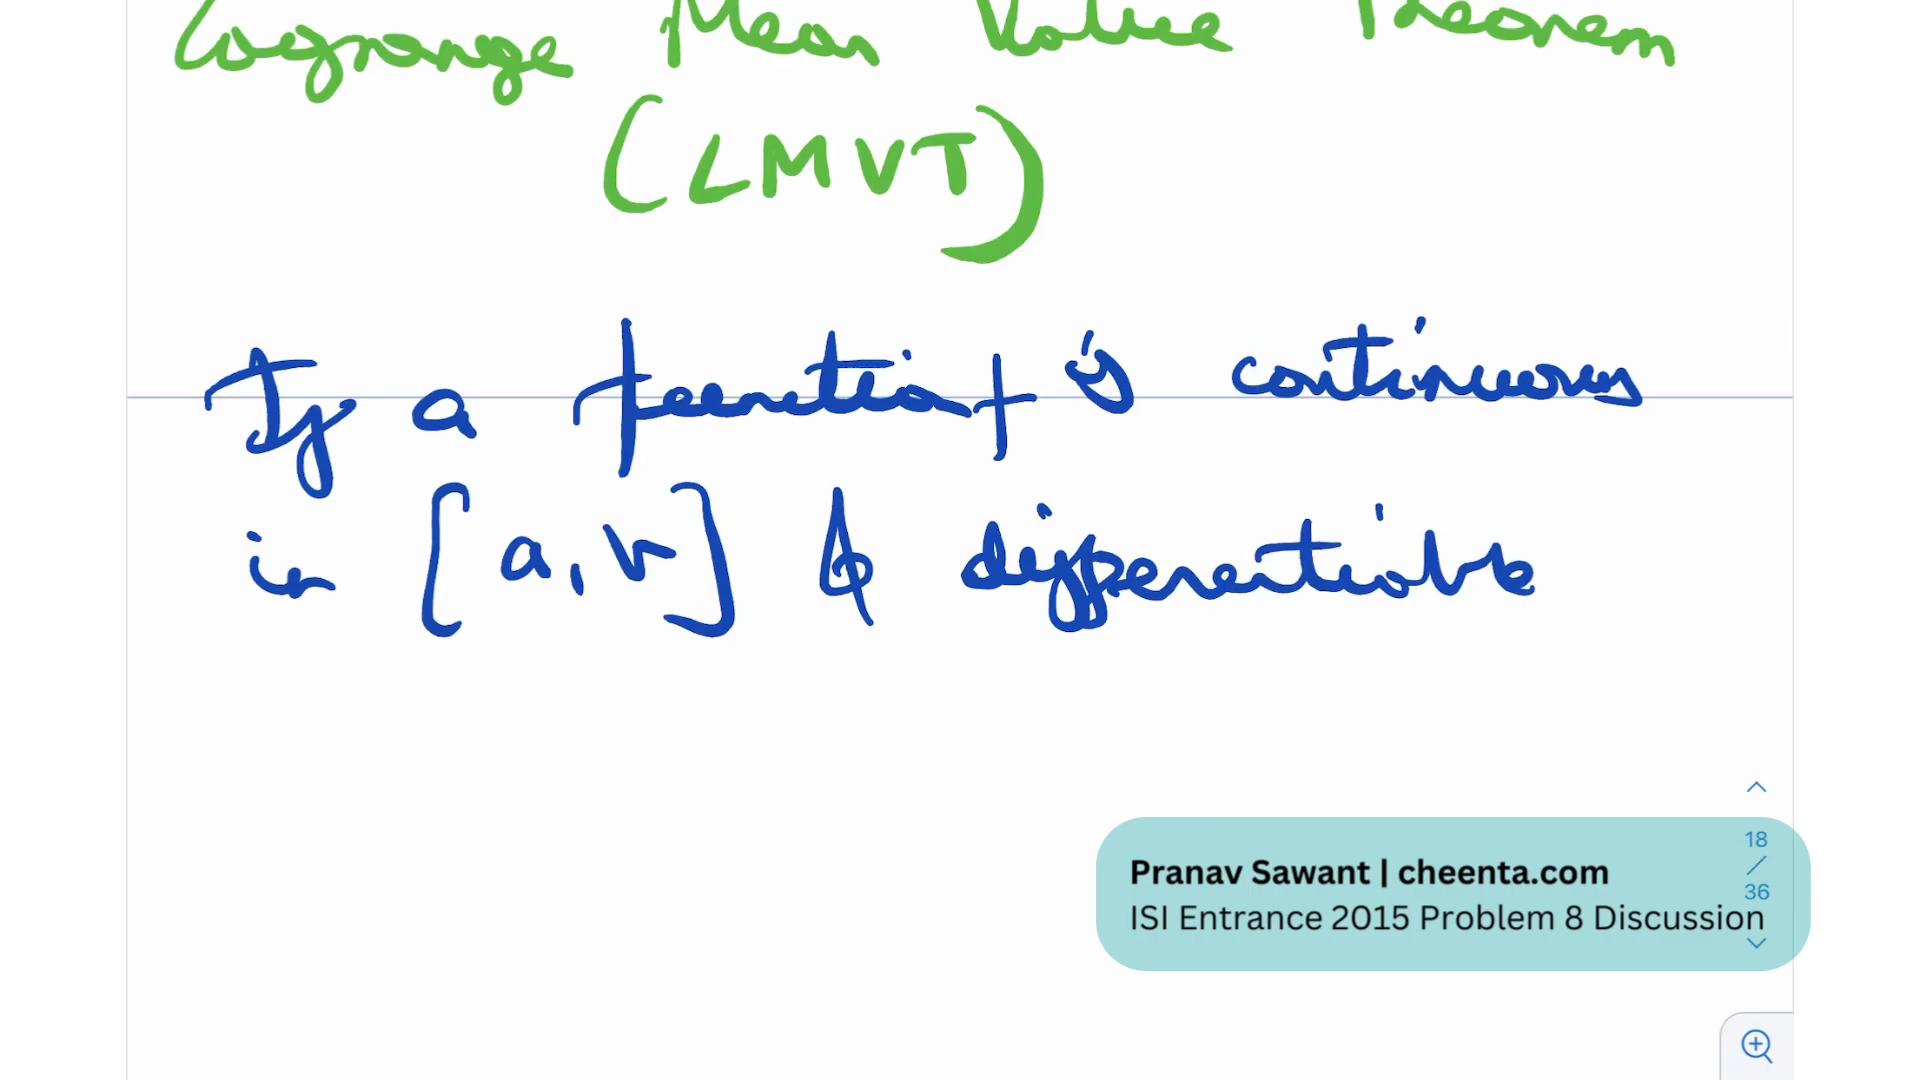 Lagrange Mean Value Theorem
(LMVT)
If a function f is continuous
in [a, b] & differentiable
18
/
36
Pranav Sawant | cheenta.com
ISI Entrance 2015 Problem 8 Discussion